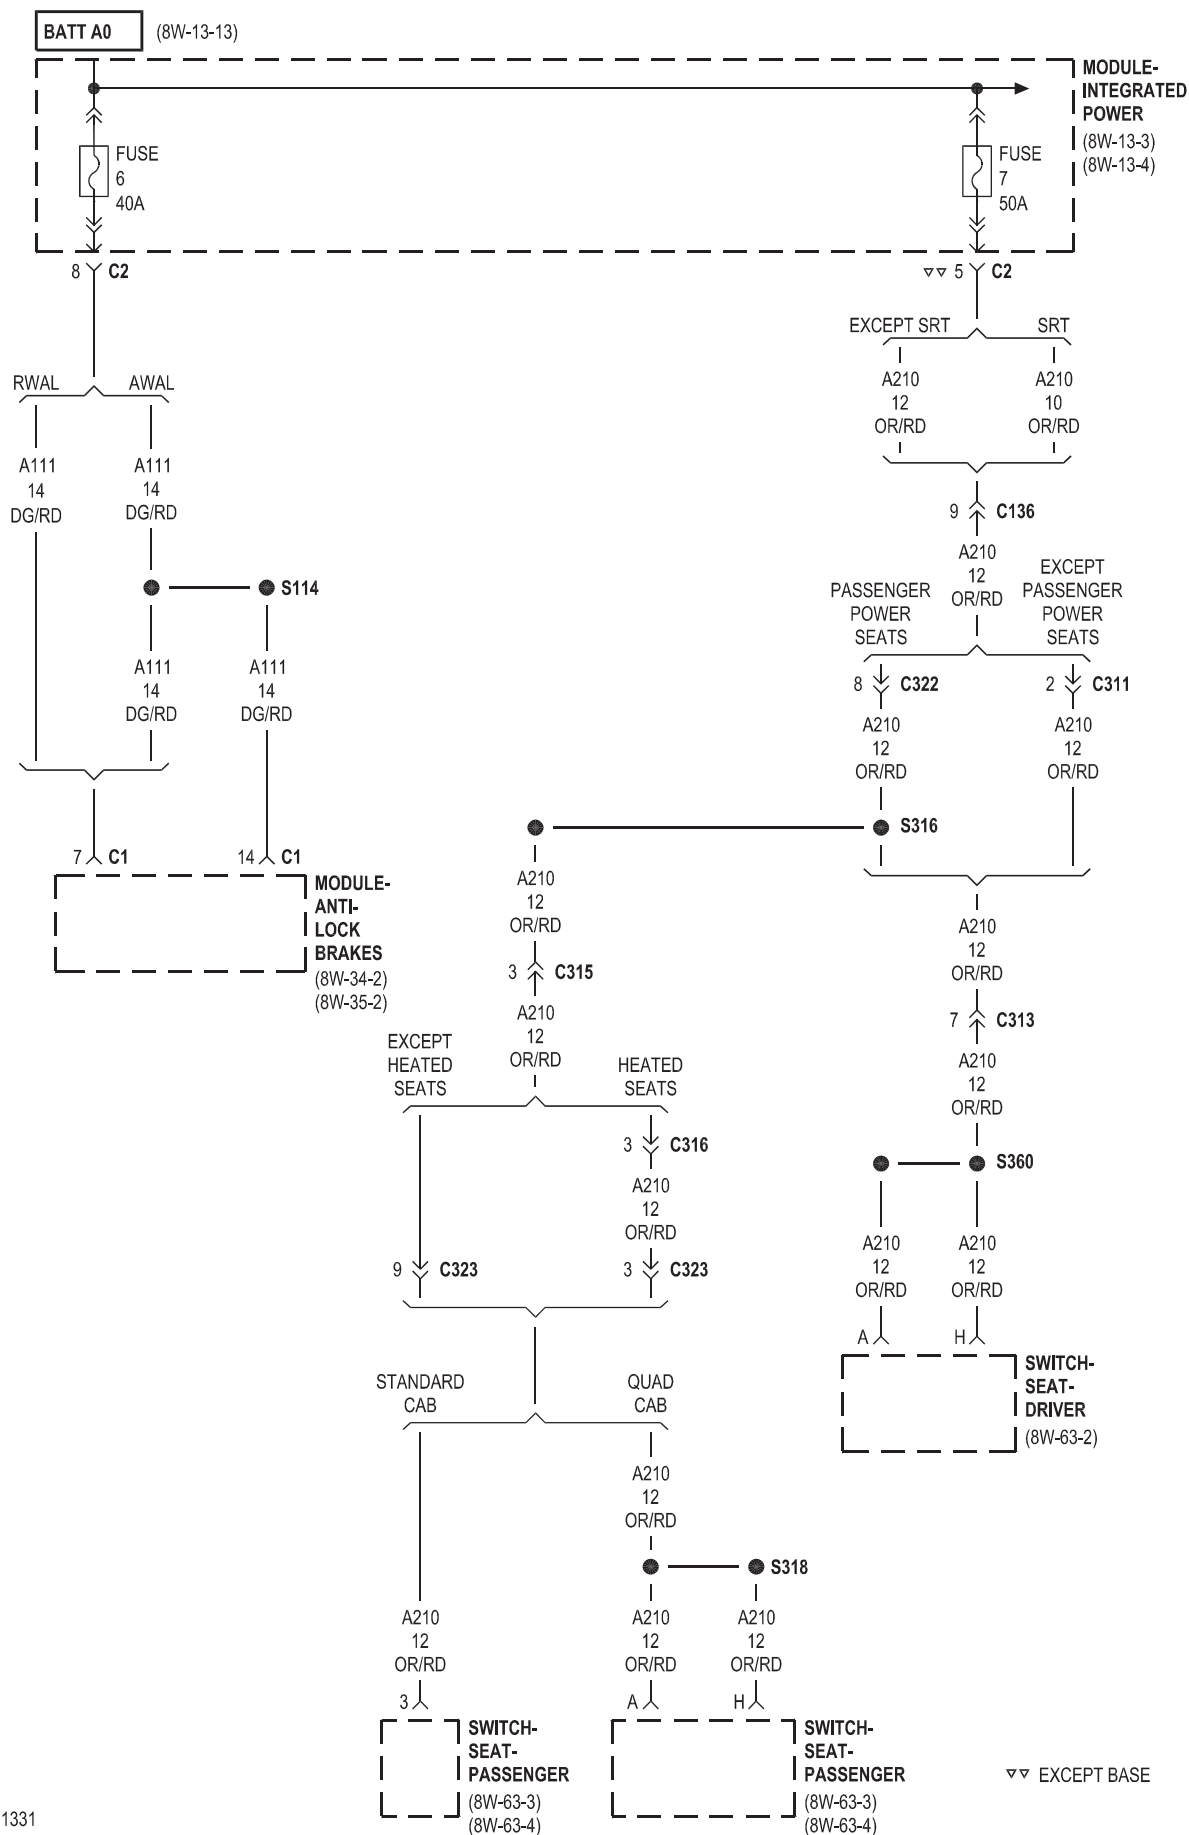 BATT A0 (8W-13-13)
MODULE-
INTEGRATED
POWER
(8W-13-3)
(8W-13-4)
FUSE
6
40A
FUSE
7
50A
8 C2
▽▽ 5 C2
EXCEPT SRT SRT
A210
12
OR/RD
A210
10
OR/RD
RWAL AWAL
A111
14
DG/RD
A111
14
DG/RD
9 C136
A210
12
OR/RD
S114
PASSENGER
POWER
SEATS
EXCEPT
PASSENGER
POWER
SEATS
A111
14
DG/RD
A111
14
DG/RD
8 C322
2 C311
A210
12
OR/RD
A210
12
OR/RD
S316
7 C1
14 C1
MODULE-
ANTI-
LOCK
BRAKES
(8W-34-2)
(8W-35-2)
A210
12
OR/RD
3 C315
A210
12
OR/RD
A210
12
OR/RD
7 C313
A210
12
OR/RD
EXCEPT
HEATED
SEATS
HEATED
SEATS
3 C316
A210
12
OR/RD
9 C323
3 C323
S360
A210
12
OR/RD
A210
12
OR/RD
A H
SWITCH-
SEAT-
DRIVER
(8W-63-2)
STANDARD
CAB
QUAD
CAB
A210
12
OR/RD
S318
A210
12
OR/RD
A210
12
OR/RD
A210
12
OR/RD
3
A H
SWITCH-
SEAT-
PASSENGER
(8W-63-3)
(8W-63-4)
SWITCH-
SEAT-
PASSENGER
(8W-63-3)
(8W-63-4)
▽▽ EXCEPT BASE
1331